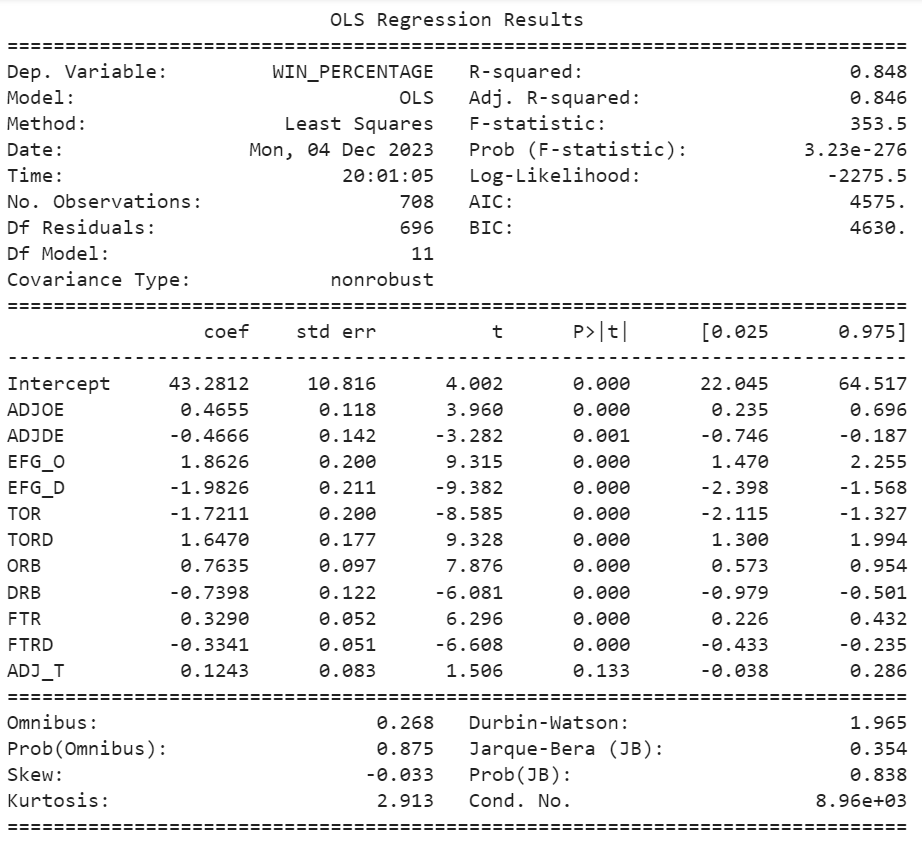 OLS Regression Results
==============================================================================
Dep. Variable:         WIN_PERCENTAGE   R-squared:                       0.848
Model:                            OLS   Adj. R-squared:                  0.846
Method:                 Least Squares   F-statistic:                     353.5
Date:                Mon, 04 Dec 2023   Prob (F-statistic):          3.23e-276
Time:                        20:01:05   Log-Likelihood:                -2275.5
No. Observations:                 708   AIC:                             4575.
Df Residuals:                     696   BIC:                             4630.
Df Model:                          11
Covariance Type:            nonrobust
==============================================================================
                 coef    std err          t      P>|t|      [0.025      0.975]
------------------------------------------------------------------------------
Intercept     43.2812     10.816      4.002      0.000      22.045      64.517
ADJOE          0.4655      0.118      3.960      0.000       0.235       0.696
ADJDE         -0.4666      0.142     -3.282      0.001      -0.746      -0.187
EFG_O          1.8626      0.200      9.315      0.000       1.470       2.255
EFG_D         -1.9826      0.211     -9.382      0.000      -2.398      -1.568
TOR           -1.7211      0.200     -8.585      0.000      -2.115      -1.327
TORD           1.6470      0.177      9.328      0.000       1.300       1.994
ORB            0.7635      0.097      7.876      0.000       0.573       0.954
DRB           -0.7398      0.122     -6.081      0.000      -0.979      -0.501
FTR            0.3290      0.052      6.296      0.000       0.226       0.432
FTRD          -0.3341      0.051     -6.608      0.000      -0.433      -0.235
ADJ_T          0.1243      0.083      1.506      0.133      -0.038       0.286
==============================================================================
Omnibus:                        0.268   Durbin-Watson:                   1.965
Prob(Omnibus):                  0.875   Jarque-Bera (JB):                0.354
Skew:                          -0.033   Prob(JB):                        0.838
Kurtosis:                       2.913   Cond. No.                     8.96e+03
==============================================================================